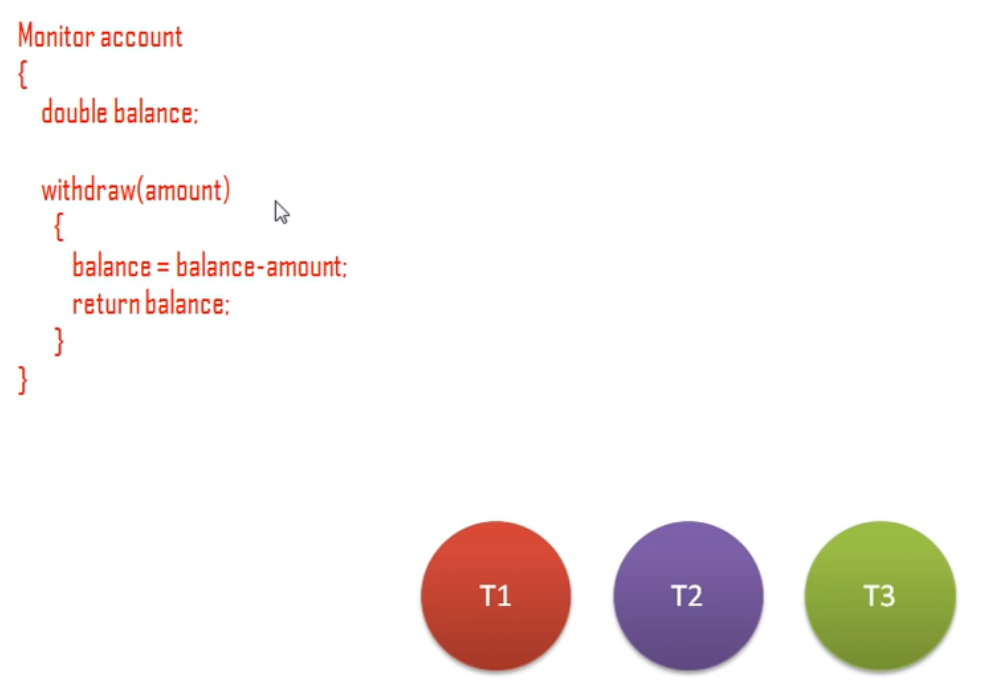 Monitor account
{
double balance;
withdraw(amount)
{
balance = balance-amount;
return balance;
}
}
T1 T2 T3